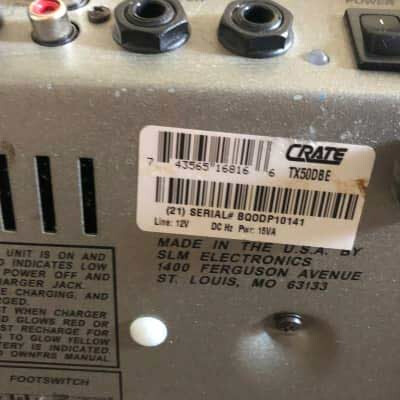 POWER
CRATE
7 43565 16816 6 TX50DBE
(21) SERIAL# BQODP10141
Line: 12V DC Hz Pwr: 15VA
MADE IN THE U.S.A. BY
SLM ELECTRONICS
1400 FERGUSON AVENUE
ST. LOUIS, MO 63133
UNIT IS ON AND
INDICATES LOW
POWER OFF AND
CHARGER JACK.
CHARGING, AND
WHEN CHARGER
GLOWS RED OR
RECHARGE FOR
TO GLOW YELLOW
IS INDICATED.
OWNERS MANUAL
FOOTSWITCH